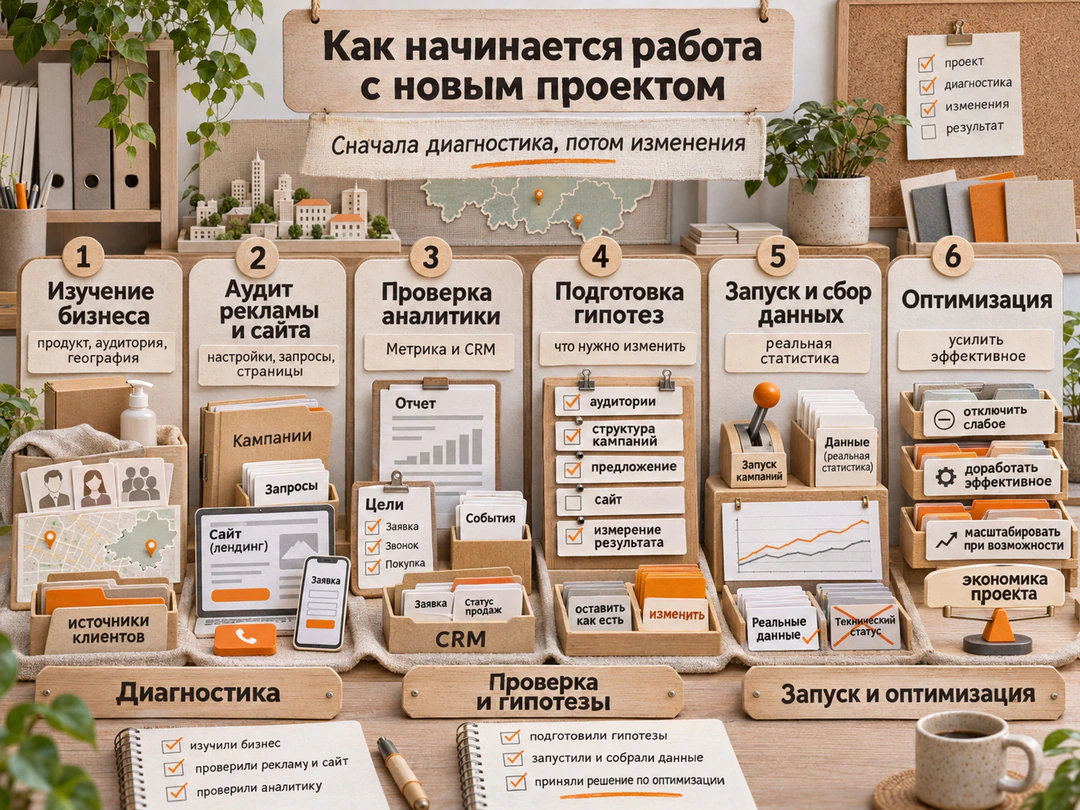 Как начинается работа
с новым проектом
Сначала диагностика, потом изменения
проект
диагностика
изменения
результат
1
Изучение
бизнеса
продукт, аудитория,
география
источники
клиентов
2
Аудит
рекламы
и сайта
настройки, запросы,
страницы
Кампании
Запросы
Сайт
(лендинг)
Заявка
3
Проверка
аналитики
Метрика и CRM
Отчет
Цели
Заявка
Звонок
Покупка
События
Заявка
Статус
продаж
CRM
4
Подготовка
гипотез
что нужно изменить
аудитории
структура
кампаний
предложение
сайт
измерение
результата
оставить
как есть
изменить
5
Запуск и сбор
данных
реальная
статистика
Запуск
кампаний
Данные
(реальная
статистика)
Реальные
данные
Технический
статус
6
Оптимизация
усилить
эффективное
отключить
слабое
доработать
эффективное
масштабировать
при возможности
экономика
проекта
Диагностика
Проверка
и гипотезы
Запуск и оптимизация
изучили бизнес
проверили рекламу и сайт
проверили аналитику
подготовили гипотезы
запустили и собрали данные
приняли решение по оптимизации